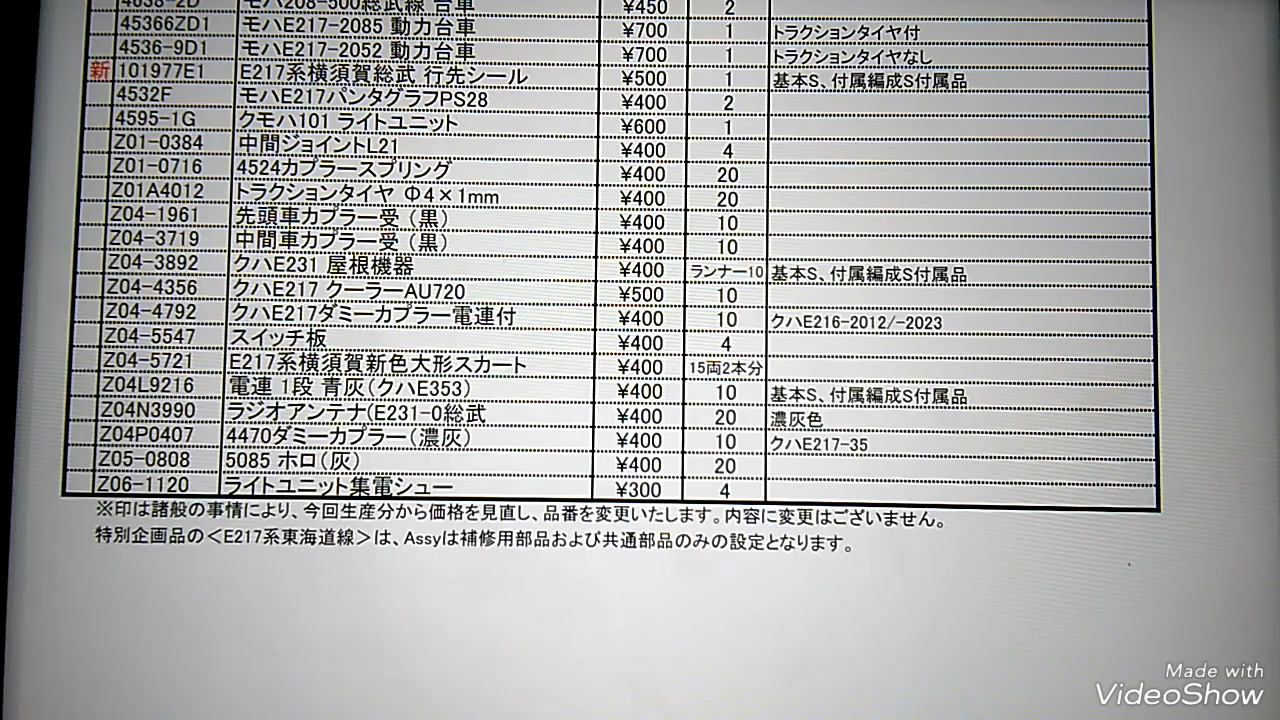 4638-2D モハ208-500総武線 台車 ¥450 2
45366ZD1 モハE217-2085 動力台車 ¥700 1 トラクションタイヤ付
4536-9D1 モハE217-2052 動力台車 ¥700 1 トラクションタイヤなし
新 101977E1 E217系横須賀総武 行先シール ¥500 1 基本S、付属編成S付属品
4532F モハE217パンタグラフPS28 ¥400 2
4595-1G クモハ101 ライトユニット ¥600 1
Z01-0384 中間ジョイントL21 ¥400 4
Z01-0716 4524カプラースプリング ¥400 20
Z01A4012 トラクションタイヤ Φ4×1mm ¥400 20
Z04-1961 先頭車カプラー受（黒） ¥400 10
Z04-3719 中間車カプラー受（黒） ¥400 10
Z04-3892 クハE231 屋根機器 ¥400 ランナー10 基本S、付属編成S付属品
Z04-4356 クハE217 クーラーAU720 ¥500 10
Z04-4792 クハE217ダミーカプラー電連付 ¥400 10 クハE216-2012/-2023
Z04-5547 スイッチ板 ¥400 4
Z04-5721 E217系横須賀新色大形スカート ¥400 15両2本分
Z04L9216 電連 1段 青灰（クハE353） ¥400 10 基本S、付属編成S付属品
Z04N3990 ラジオアンテナ(E231-0総武 ¥400 20 濃灰色
Z04P0407 4470ダミーカプラー（濃灰） ¥400 10 クハE217-35
Z05-0808 5085 ホロ（灰） ¥400 20
Z06-1120 ライトユニット集電シュー ¥300 4
※印は諸般の事情により、今回生産分から価格を見直し、品番を変更いたします。内容に変更はございません。
特別企画品の＜E217系東海道線＞は、Assyは補修用部品および共通部品のみの設定となります。
Made with
VideoShow